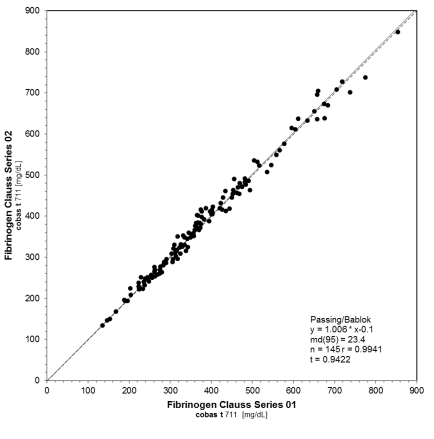 900
800
700
600
500
400
300
200
100
0
Fibrinogen Clauss Series 02
cobas t 711 [mg/dL]
Passing/Bablok
y = 1.006 * x-0.1
md(95) = 23.4
n = 145 r = 0.9941
t = 0.9422
0 100 200 300 400 500 600 700 800 900
Fibrinogen Clauss Series 01
cobas t 711 [mg/dL]